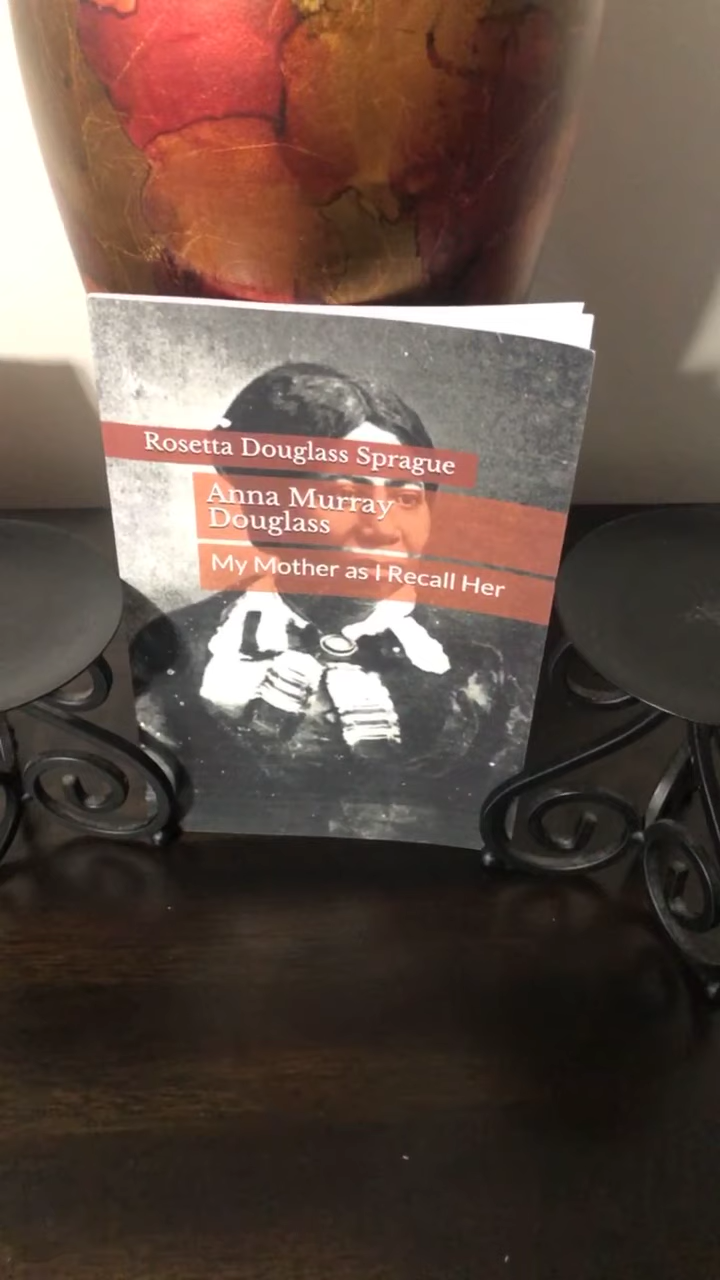 Rosetta Douglass Sprague
Anna Murray
Douglass
My Mother as I Recall Her